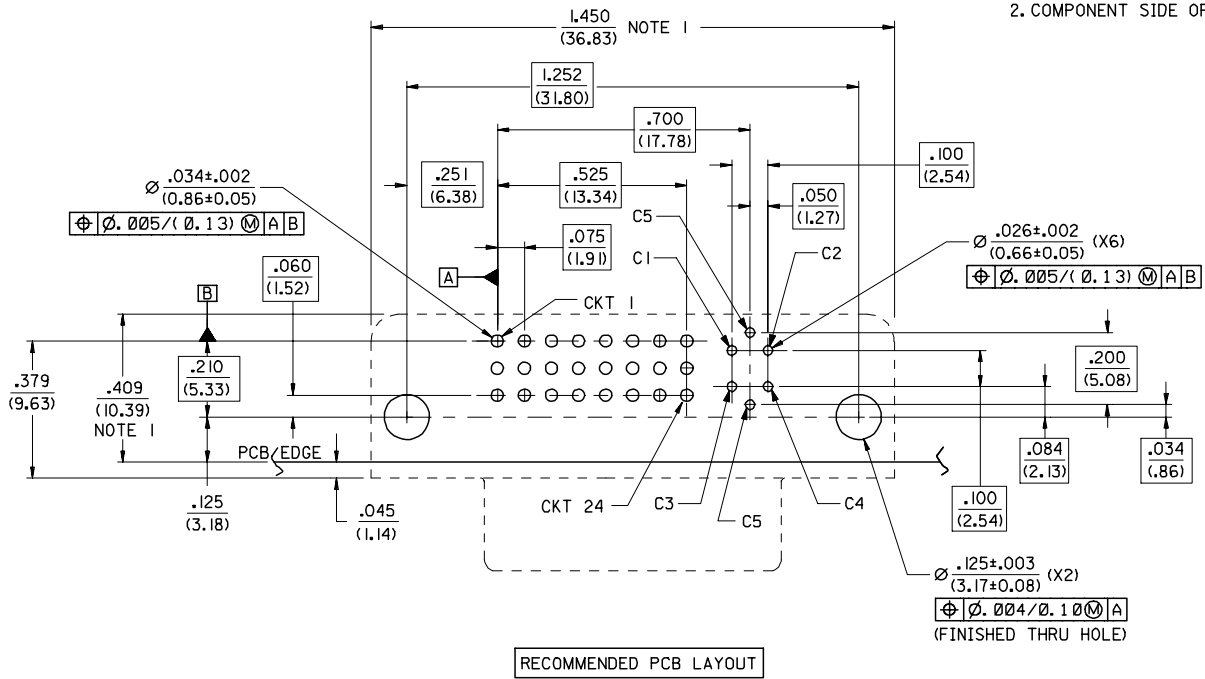 1.450
(36.83)
NOTE 1
2. COMPONENT SIDE OF
1.252
(31.80)
.700
(17.78)
.100
(2.54)
.251
(6.38)
.525
(13.34)
.050
(1.27)
Ø .034±.002
(0.86±0.05)
⌖ Ø.005/(0.13) Ⓜ A B
C5
.075
(1.91)
C1
C2
Ø .026±.002 (X6)
(0.66±0.05)
⌖ Ø.005/(0.13) Ⓜ A B
.060
(1.52)
A
B
CKT 1
.379
(9.63)
.409
(10.39)
NOTE 1
.210
(5.33)
.200
(5.08)
PCB EDGE
.084
(2.13)
.034
(.86)
.125
(3.18)
.045
(1.14)
CKT 24
C3
C5
C4
.100
(2.54)
Ø .125±.003 (X2)
(3.17±0.08)
⌖ Ø.004/0.10 Ⓜ A
(FINISHED THRU HOLE)
RECOMMENDED PCB LAYOUT